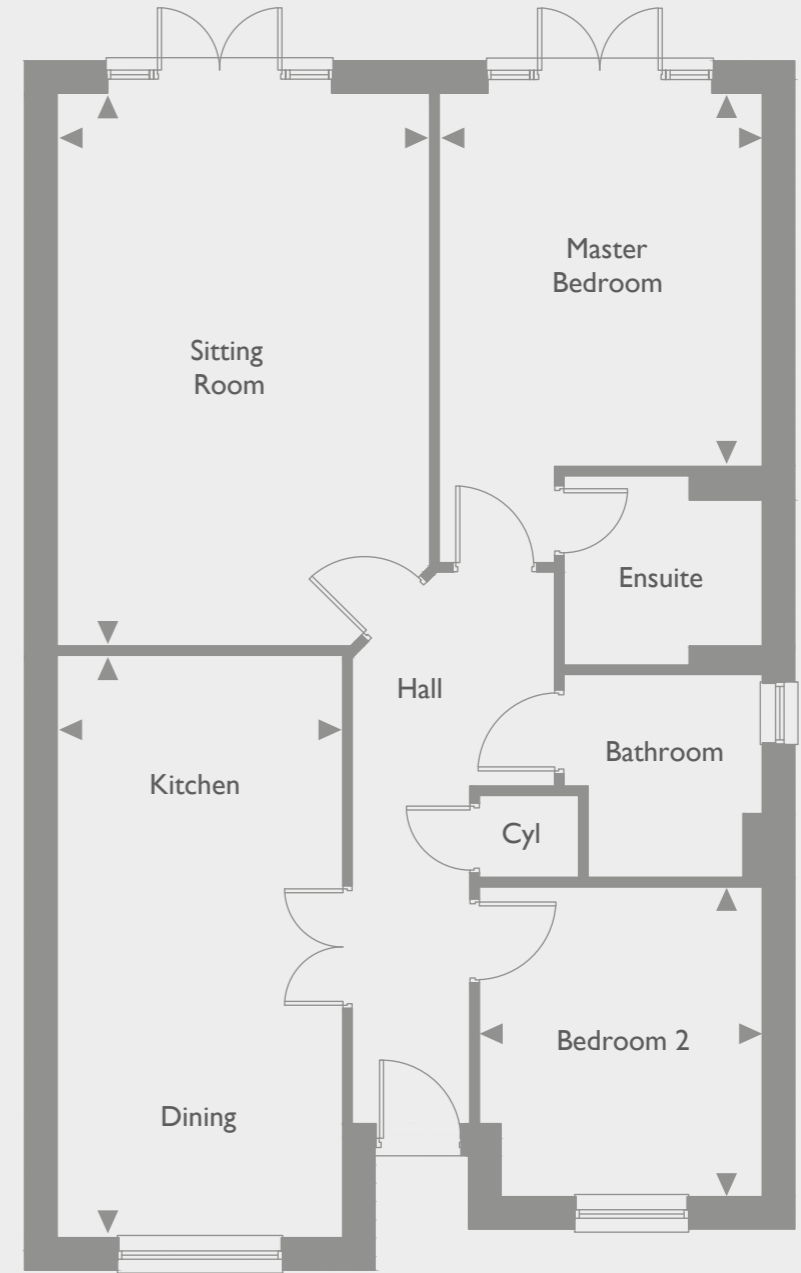 Master
Bedroom
Sitting
Room
Ensuite
Hall
Bathroom
Kitchen
Cyl
Bedroom 2
Dining